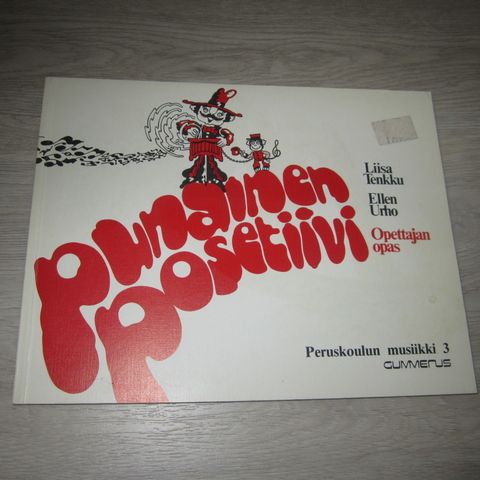 Liisa
Tenkku
Ellen
Urho
Opettajan
opas
punainen
posetiivi
Peruskoulun musiikki 3
GUMMERUS